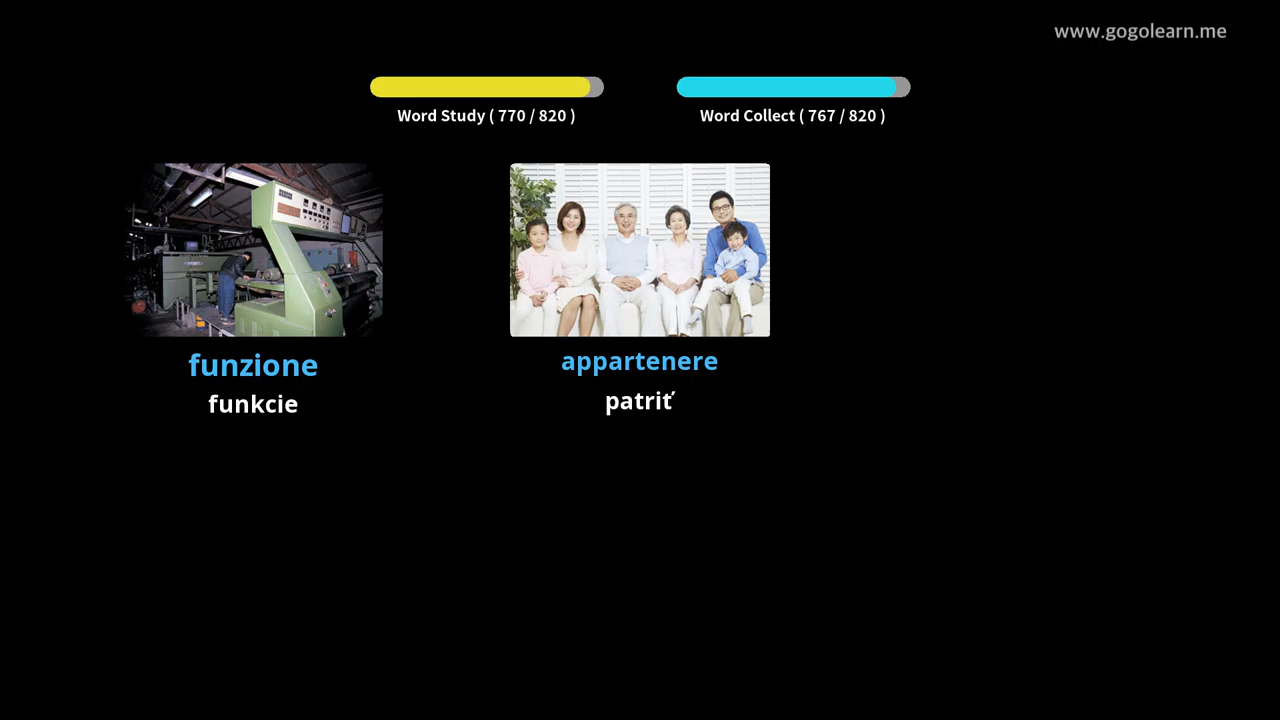 www.gogolearn.me
Word Study ( 770 / 820 )
Word Collect ( 767 / 820 )
funzione
funkcie
appartenere
patriť